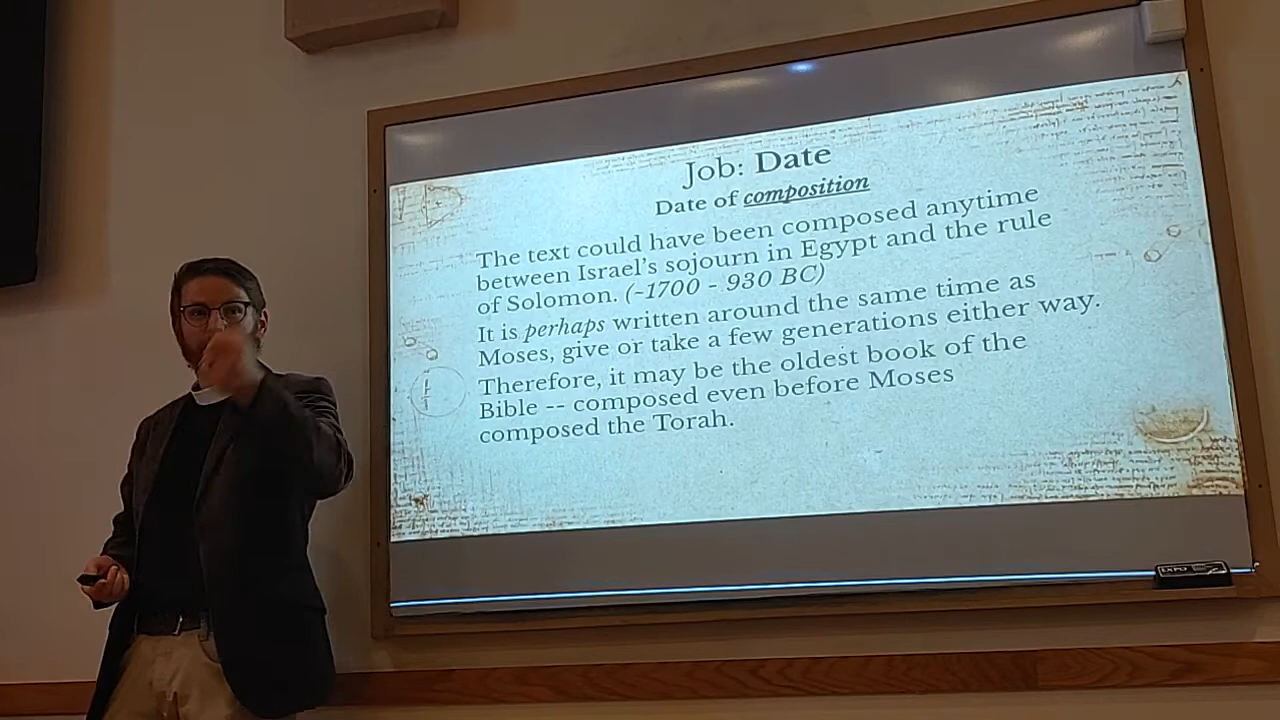 Job: Date
Date of composition
The text could have been composed anytime
between Israel's sojourn in Egypt and the rule
of Solomon. (~1700 - 930 BC)
It is perhaps written around the same time as
Moses, give or take a few generations either way.
Therefore, it may be the oldest book of the
Bible -- composed even before Moses
composed the Torah.
EXPO